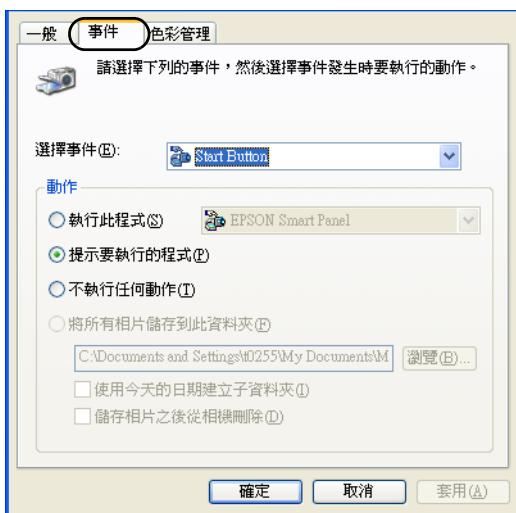 一般 事件 色彩管理
請選擇下列的事件，然後選擇事件發生時要執行的動作。
選擇事件(E): Start Button
動作
執行此程式(S) EPSON Smart Panel
提示要執行的程式(P)
不執行任何動作(T)
將所有相片儲存到此資料夾(F)
C:\Documents and Settings\t0255\My Documents\M 瀏覽(B)...
使用今天的日期建立子資料夾(I)
儲存相片之後從相機刪除(D)
確定 取消 套用(A)